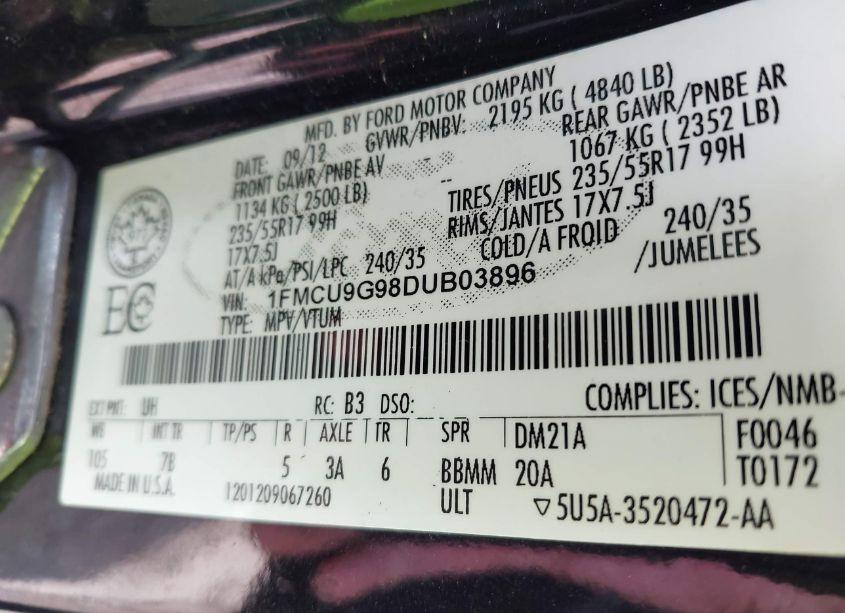 MFD. BY FORD MOTOR COMPANY
DATE: 09/12 GVWR/PNBV: 2195 KG ( 4840 LB)
FRONT GAWR/PNBE AV REAR GAWR/PNBE AR
1134 KG ( 2500 LB) -- 1067 KG ( 2352 LB)
235/55R17 99H TIRES/PNEUS 235/55R17 99H
17X7.5J RIMS/JANTES 17X7.5J
AT/A kPa/PSI/LPC 240/35 COLD/A FROID 240/35
VIN: 1FMCU9G98DUB03896 /JUMELEES
TYPE: MPV/VTUM
EC
EXT PNT: UH RC: B3 DSO: COMPLIES: ICES/NMB-
WB INT TR TP/PS R AXLE TR SPR DM21A F0046
105 7B 5 3A 6 BBMM 20A T0172
MADE IN U.S.A. 1201209067260 ULT ▽5U5A-3520472-AA